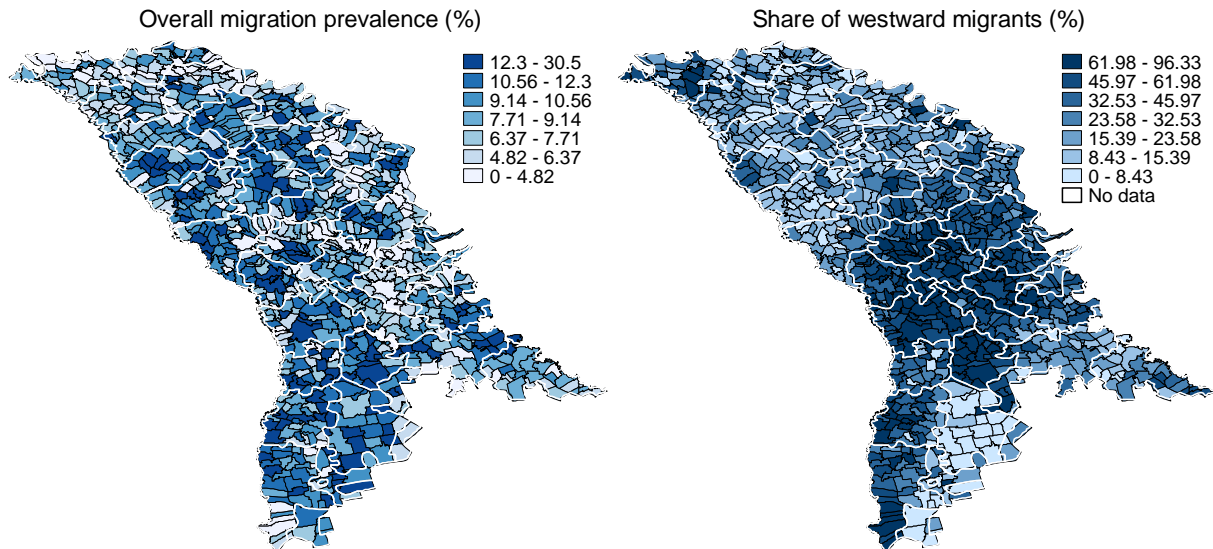 Overall migration prevalence (%)
12.3 - 30.5
10.56 - 12.3
9.14 - 10.56
7.71 - 9.14
6.37 - 7.71
4.82 - 6.37
0 - 4.82
Share of westward migrants (%)
61.98 - 96.33
45.97 - 61.98
32.53 - 45.97
23.58 - 32.53
15.39 - 23.58
8.43 - 15.39
0 - 8.43
No data